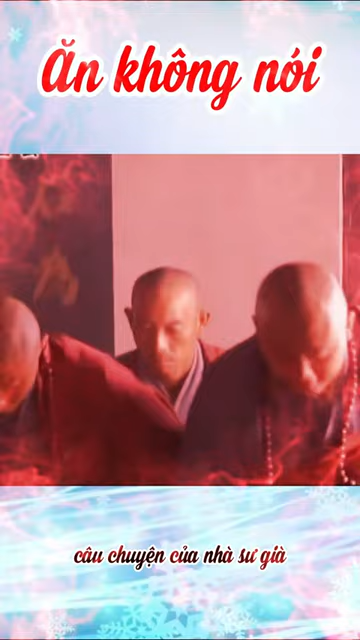 Ăn không nói
câu chuyện của nhà sư già